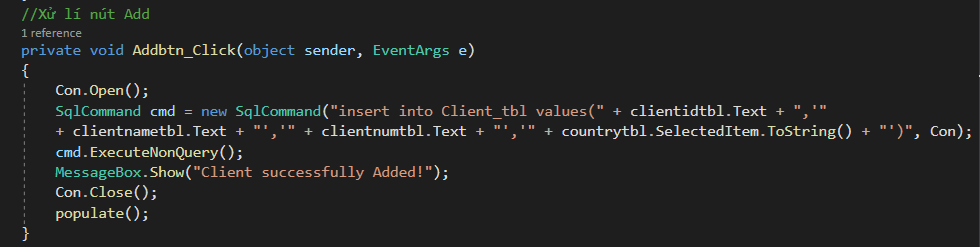 //Xử lí nút Add
1 reference
private void Addbtn_Click(object sender, EventArgs e)
{
Con.Open();
SqlCommand cmd = new SqlCommand("insert into Client_tbl values(" + clientidtbl.Text + ",'"
+ clientnametbl.Text + "','" + clientnumtbl.Text + "','" + countrytbl.SelectedItem.ToString() + "')", Con);
cmd.ExecuteNonQuery();
MessageBox.Show("Client successfully Added!");
Con.Close();
populate();
}